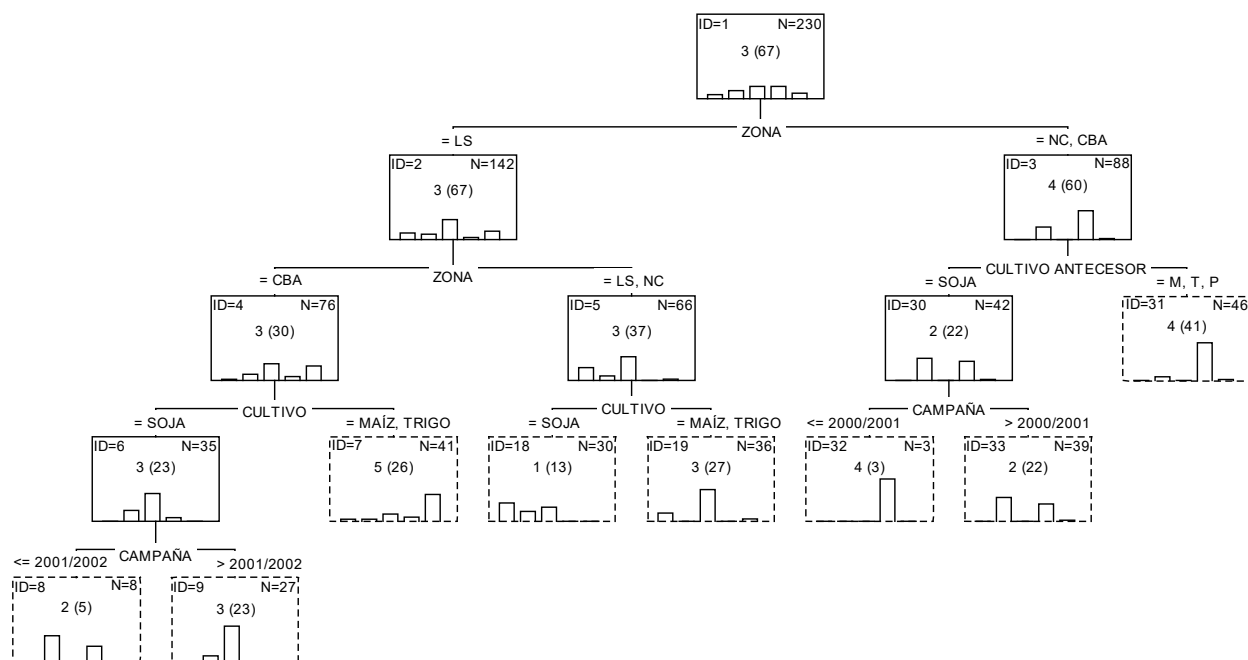 ID=1 N=230
3 (67)
ZONA
= LS = NC, CBA
ID=2 N=142 ID=3 N=88
3 (67) 4 (60)
ZONA CULTIVO ANTECESOR
= CBA = LS, NC = SOJA = M, T, P
ID=4 N=76 ID=5 N=66 ID=30 N=42 ID=31 N=46
3 (30) 3 (37) 2 (22) 4 (41)
CULTIVO CULTIVO CAMPAÑA
= SOJA = MAÍZ, TRIGO = SOJA = MAÍZ, TRIGO <= 2000/2001 > 2000/2001
ID=6 N=35 ID=7 N=41 ID=18 N=30 ID=19 N=36 ID=32 N=3 ID=33 N=39
3 (23) 5 (26) 1 (13) 3 (27) 4 (3) 2 (22)
CAMPAÑA
<= 2001/2002 > 2001/2002
ID=8 N=8 ID=9 N=27
2 (5) 3 (23)